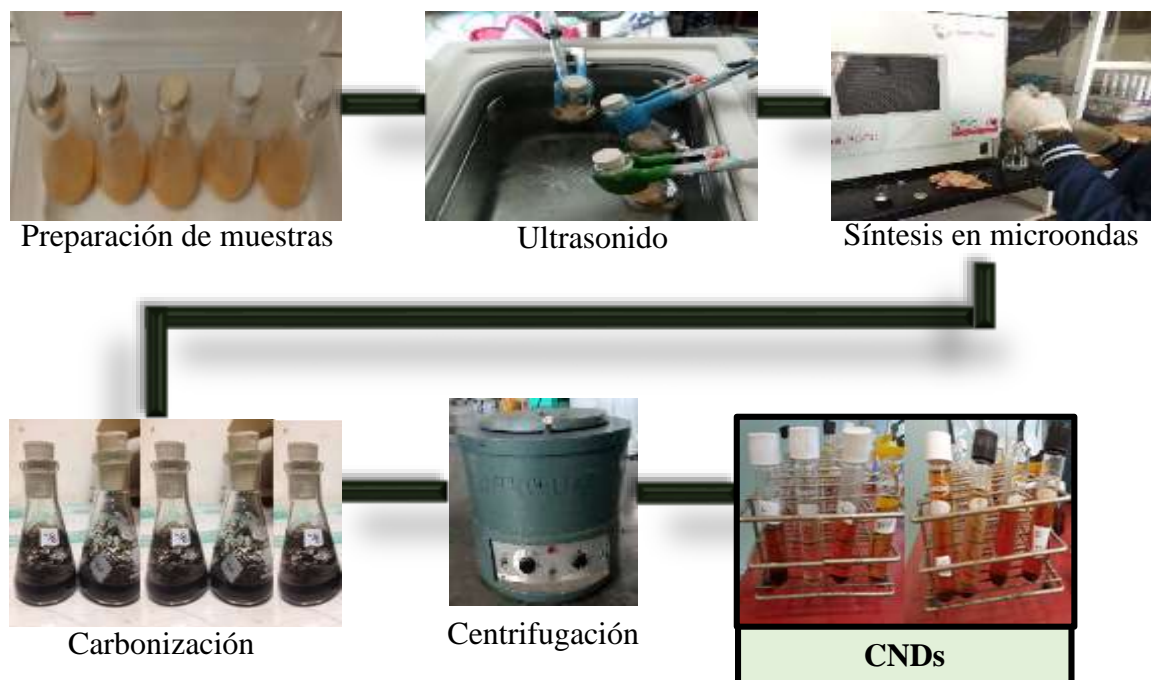 Preparación de muestras
Ultrasonido
Síntesis en microondas
Carbonización
Centrifugación
CNDs